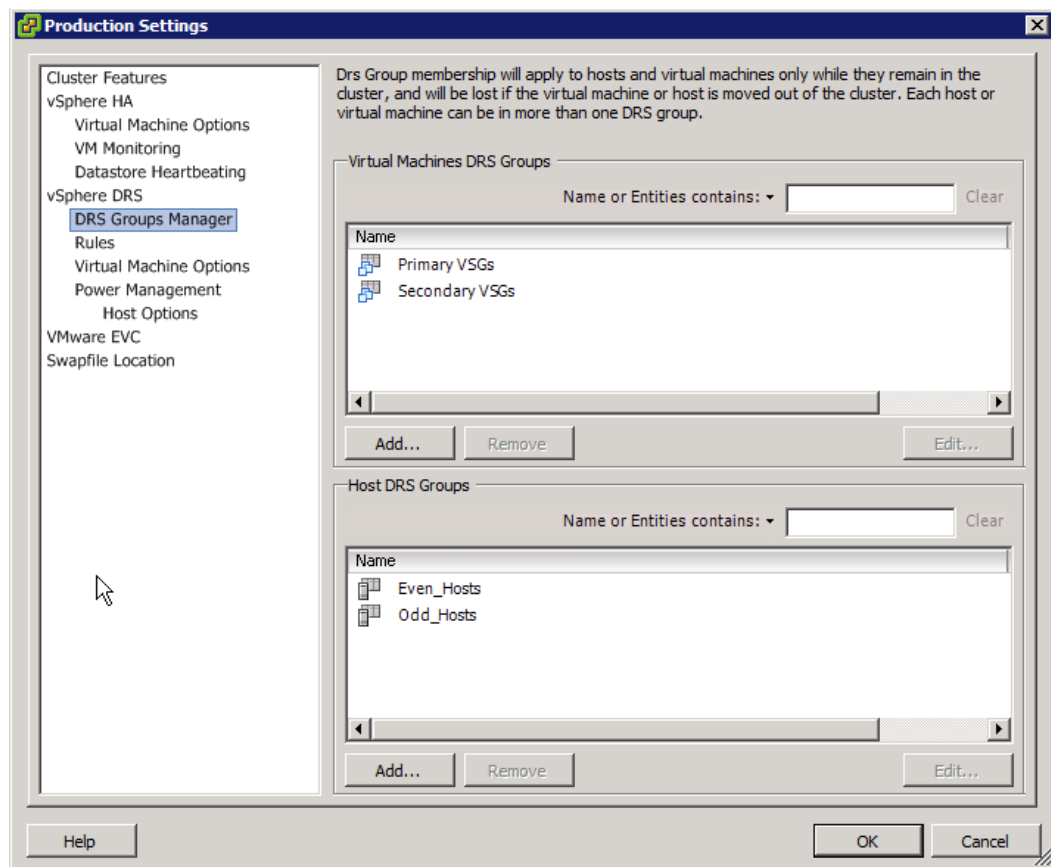 Production Settings
Cluster Features
vSphere HA
Virtual Machine Options
VM Monitoring
Datastore Heartbeating
vSphere DRS
DRS Groups Manager
Rules
Virtual Machine Options
Power Management
Host Options
VMware EVC
Swapfile Location
Drs Group membership will apply to hosts and virtual machines only while they remain in the
cluster, and will be lost if the virtual machine or host is moved out of the cluster. Each host or
virtual machine can be in more than one DRS group.
Virtual Machines DRS Groups
Name or Entities contains: Clear
Name
Primary VSGs
Secondary VSGs
Add... Remove Edit...
Host DRS Groups
Name or Entities contains: Clear
Name
Even_Hosts
Odd_Hosts
Add... Remove Edit...
Help OK Cancel